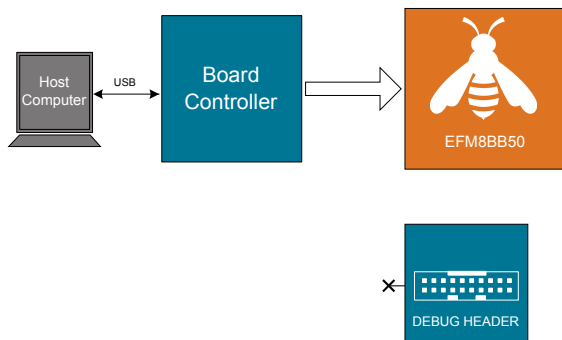 Host
Computer
USB
Board
Controller
EFM8BB50
DEBUG HEADER